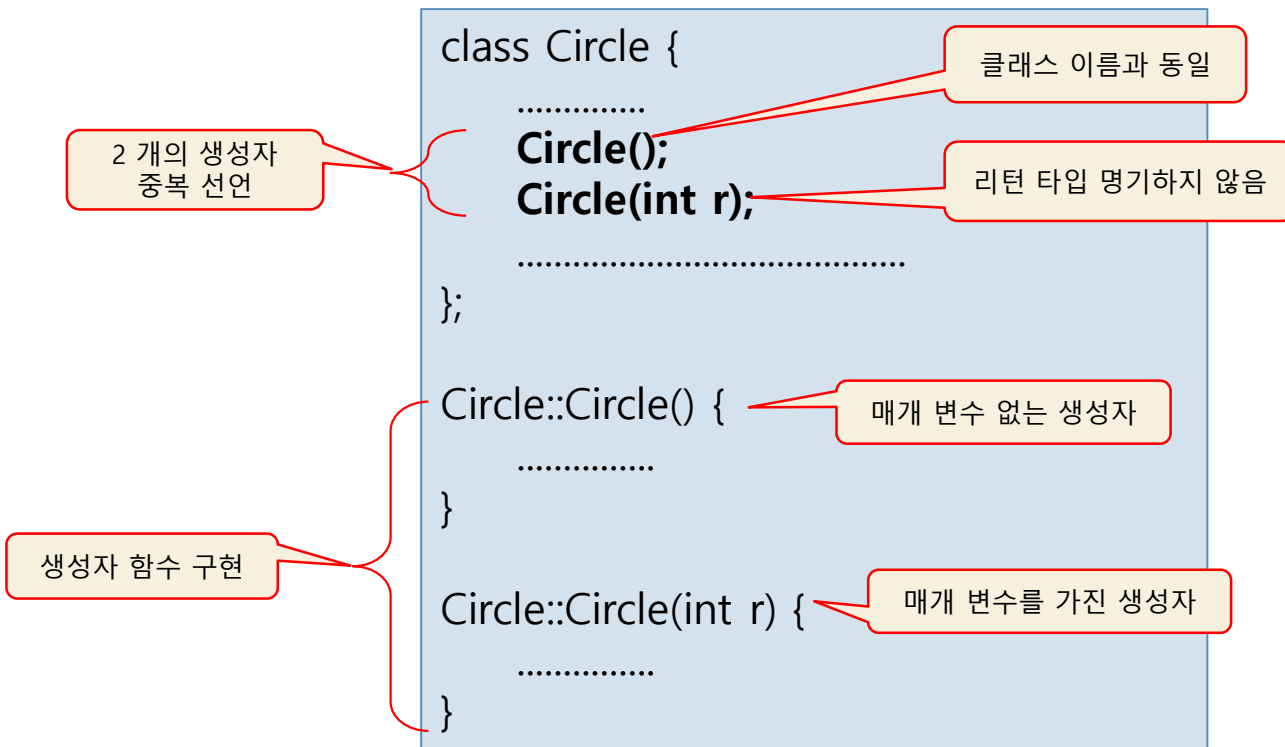 class Circle {
클래스 이름과 동일
..............
2 개의 생성자
중복 선언
Circle();
Circle(int r);
리턴 타입 명기하지 않음
..........................................
};
Circle::Circle() {
매개 변수 없는 생성자
...............
}
생성자 함수 구현
Circle::Circle(int r) {
매개 변수를 가진 생성자
...............
}